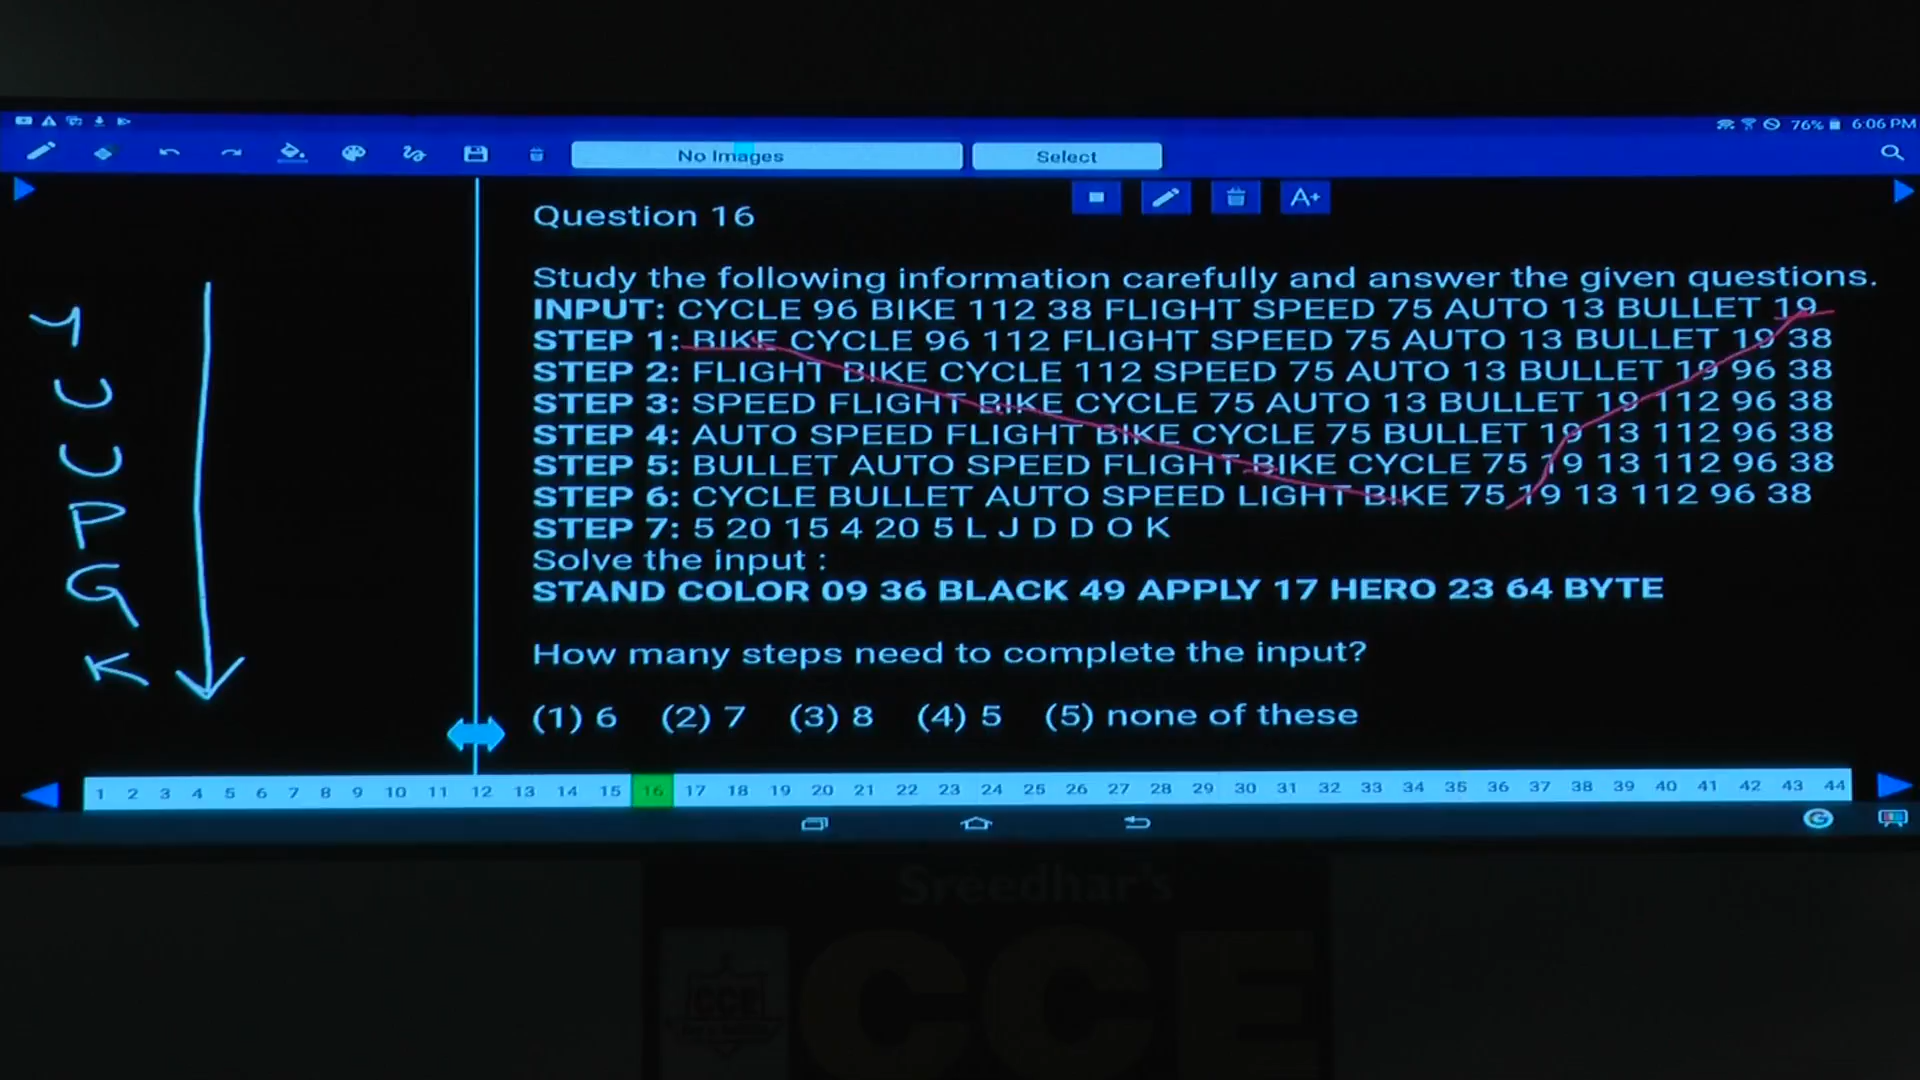 76% 6:06 PM
No Images Select
A+
Question 16
Study the following information carefully and answer the given questions.
INPUT: CYCLE 96 BIKE 112 38 FLIGHT SPEED 75 AUTO 13 BULLET 19
STEP 1: BIKE CYCLE 96 112 FLIGHT SPEED 75 AUTO 13 BULLET 19 38
STEP 2: FLIGHT BIKE CYCLE 112 SPEED 75 AUTO 13 BULLET 19 96 38
STEP 3: SPEED FLIGHT BIKE CYCLE 75 AUTO 13 BULLET 19 112 96 38
STEP 4: AUTO SPEED FLIGHT BIKE CYCLE 75 BULLET 19 13 112 96 38
STEP 5: BULLET AUTO SPEED FLIGHT BIKE CYCLE 75 19 13 112 96 38
STEP 6: CYCLE BULLET AUTO SPEED LIGHT BIKE 75 19 13 112 96 38
STEP 7: 5 20 15 4 20 5 L J D D O K
Solve the input :
STAND COLOR 09 36 BLACK 49 APPLY 17 HERO 23 64 BYTE
How many steps need to complete the input?
(1) 6 (2) 7 (3) 8 (4) 5 (5) none of these
Y
U
U
P
G
K
1 2 3 4 5 6 7 8 9 10 11 12 13 14 15 16 17 18 19 20 21 22 23 24 25 26 27 28 29 30 31 32 33 34 35 36 37 38 39 40 41 42 43 44
Sreedhar's
CCE
CCE